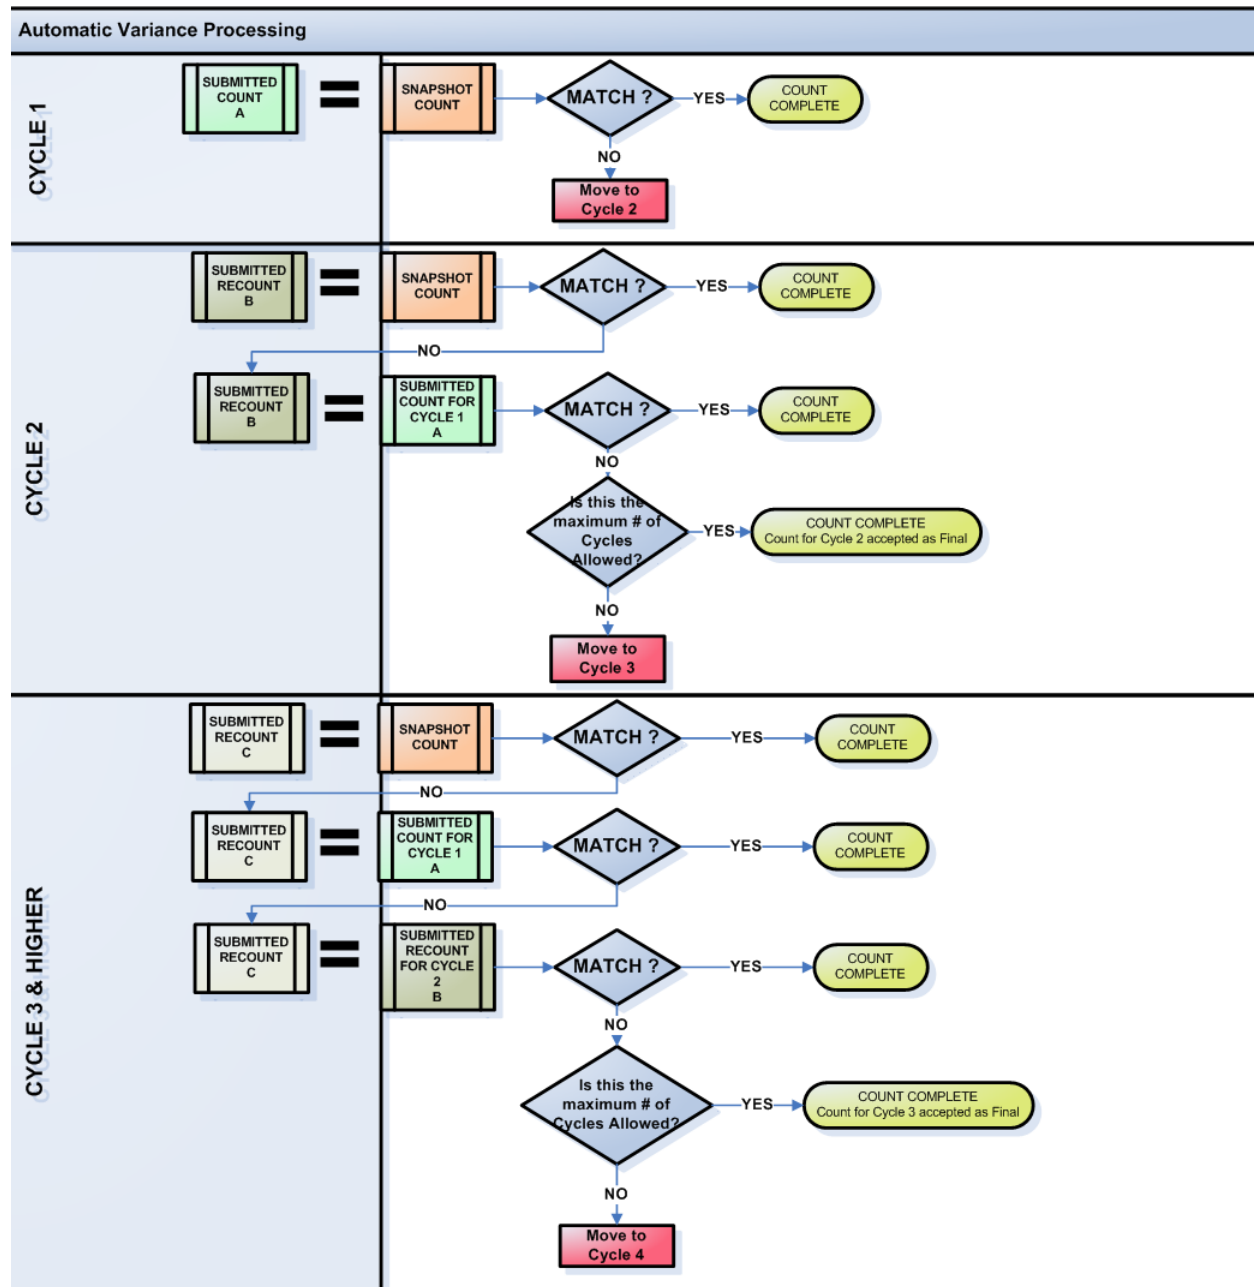 Automatic Variance Processing
CYCLE 1
SUBMITTED
COUNT
A
SNAPSHOT
COUNT
MATCH ?
YES
COUNT
COMPLETE
NO
Move to
Cycle 2
CYCLE 2
SUBMITTED
RECOUNT
B
SNAPSHOT
COUNT
MATCH ?
YES
COUNT
COMPLETE
NO
SUBMITTED
RECOUNT
B
SUBMITTED
COUNT FOR
CYCLE 1
A
MATCH ?
YES
COUNT
COMPLETE
NO
Is this the
maximum # of
Cycles
Allowed?
YES
COUNT COMPLETE
Count for Cycle 2 accepted as Final
NO
Move to
Cycle 3
CYCLE 3 & HIGHER
SUBMITTED
RECOUNT
C
SNAPSHOT
COUNT
MATCH ?
YES
COUNT
COMPLETE
NO
SUBMITTED
RECOUNT
C
SUBMITTED
COUNT FOR
CYCLE 1
A
MATCH ?
YES
COUNT
COMPLETE
NO
SUBMITTED
RECOUNT
C
SUBMITTED
RECOUNT
FOR CYCLE
2
B
MATCH ?
YES
COUNT
COMPLETE
NO
Is this the
maximum # of
Cycles Allowed?
YES
COUNT COMPLETE
Count for Cycle 3 accepted as Final
NO
Move to
Cycle 4